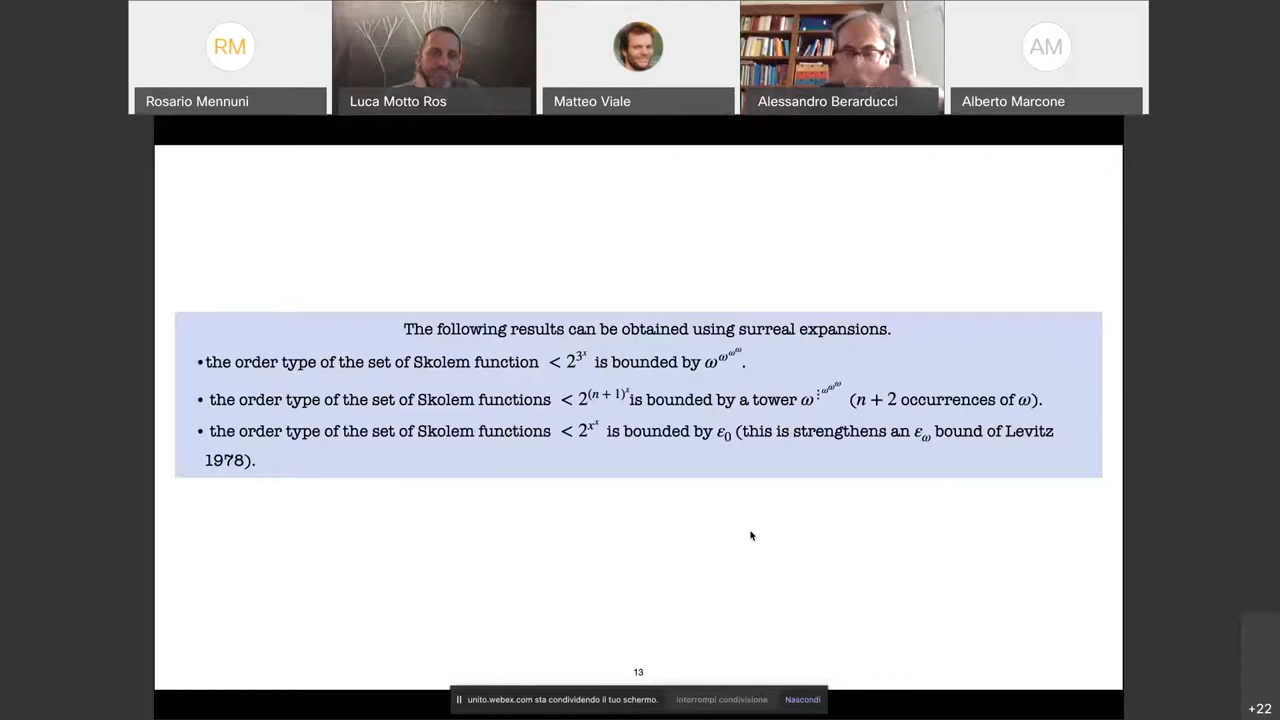 RM
AM
Rosario Mennuni
Luca Motto Ros
Matteo Viale
Alessandro Berarducci
Alberto Marcone
The following results can be obtained using surreal expansions.
• the order type of the set of Skolem function < 2^{3^x} is bounded by ω^{ω^{ω^ω}}.
• the order type of the set of Skolem functions < 2^{(n + 1)^x} is bounded by a tower ω^{⋮^{ω^{ω^ω}}} (n + 2 occurrences of ω).
• the order type of the set of Skolem functions < 2^{x^x} is bounded by ε₀ (this is strengthens an ε_ω bound of Levitz
1978).
13
unito.webex.com sta condividendo il tuo schermo. Interrompi condivisione Nascondi
+22